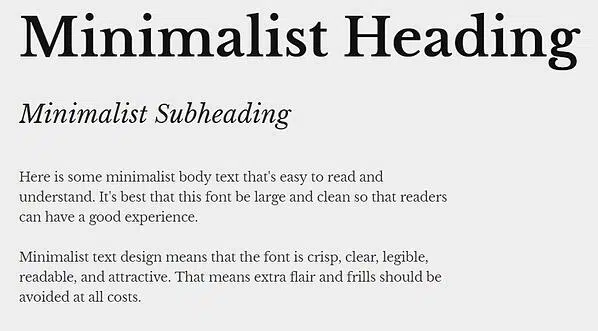 Minimalist Heading
Minimalist Subheading
Here is some minimalist body text that's easy to read and
understand. It's best that this font be large and clean so that readers
can have a good experience.
Minimalist text design means that the font is crisp, clear, legible,
readable, and attractive. That means extra flair and frills should be
avoided at all costs.